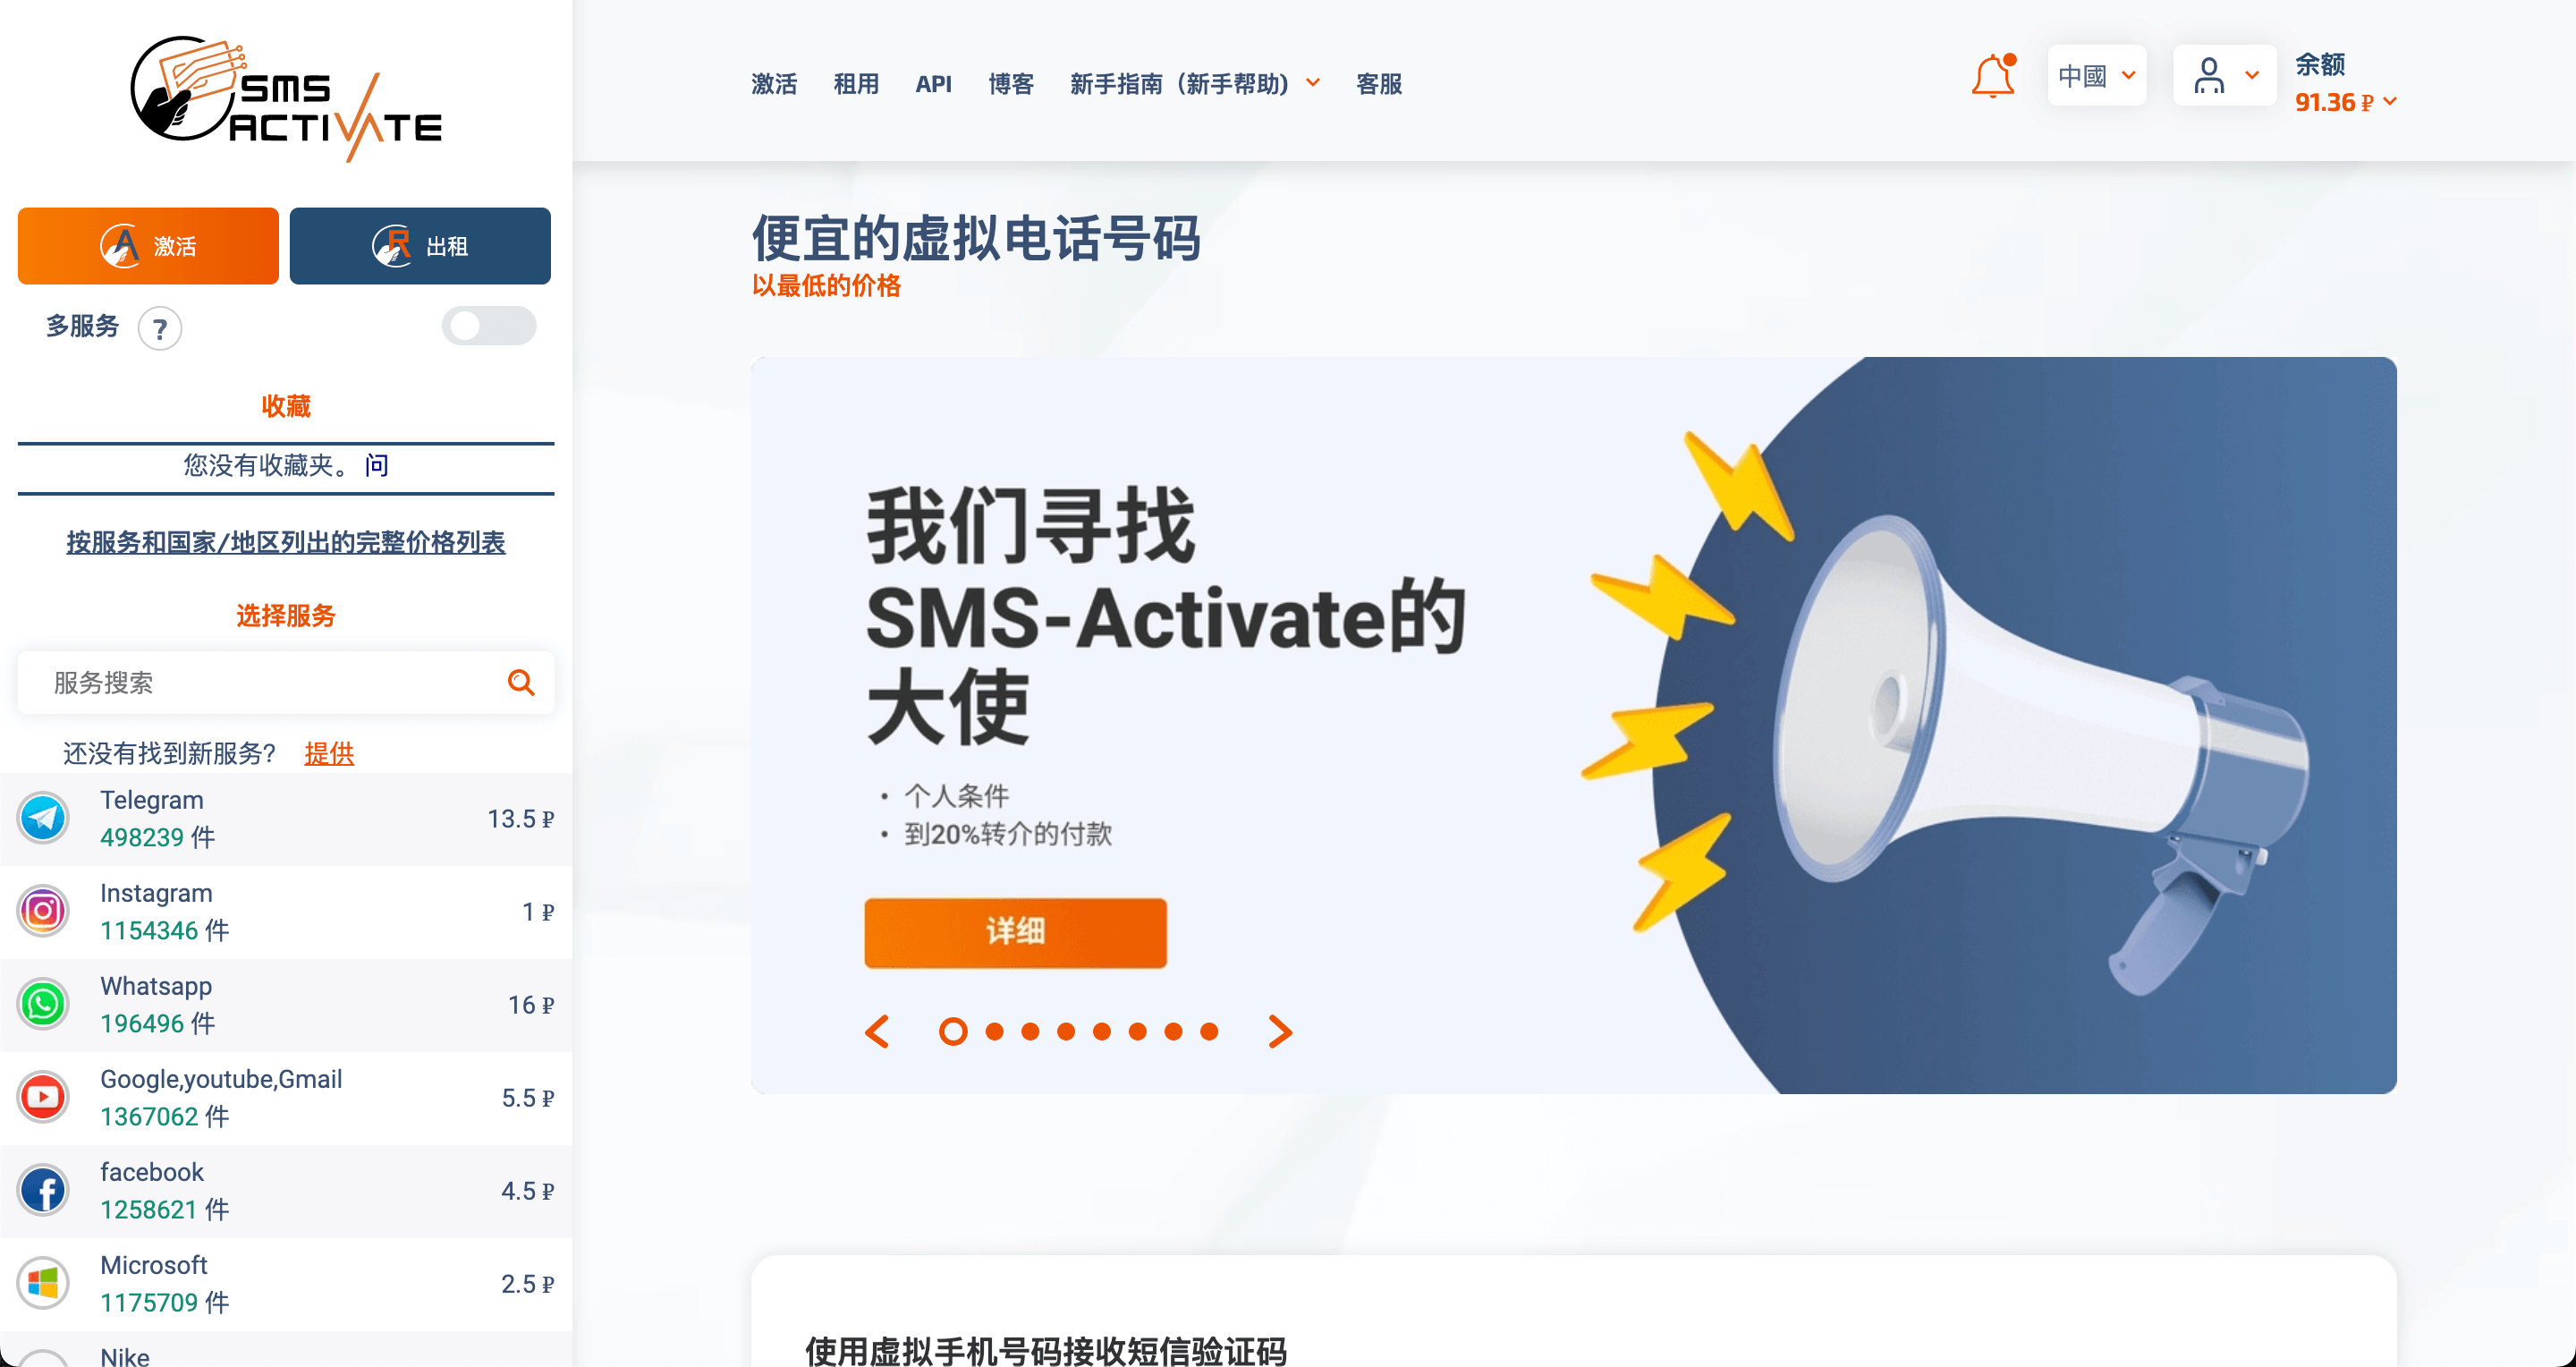 SMS
ACTIVATE
激活
租用
API
博客
新手指南（新手帮助)
客服
中國
余额
91.36 ₽
激活
出租
多服务 ?
收藏
您没有收藏夹。 问
按服务和国家/地区列出的完整价格列表
选择服务
服务搜索
还没有找到新服务? 提供
Telegram
498239 件
13.5 ₽
Instagram
1154346 件
1 ₽
Whatsapp
196496 件
16 ₽
Google,youtube,Gmail
1367062 件
5.5 ₽
facebook
1258621 件
4.5 ₽
Microsoft
1175709 件
2.5 ₽
Nike
便宜的虚拟电话号码
以最低的价格
我们寻找
SMS-Activate的
大使
• 个人条件
• 到20%转介的付款
详细
使用虚拟手机号码接收短信验证码